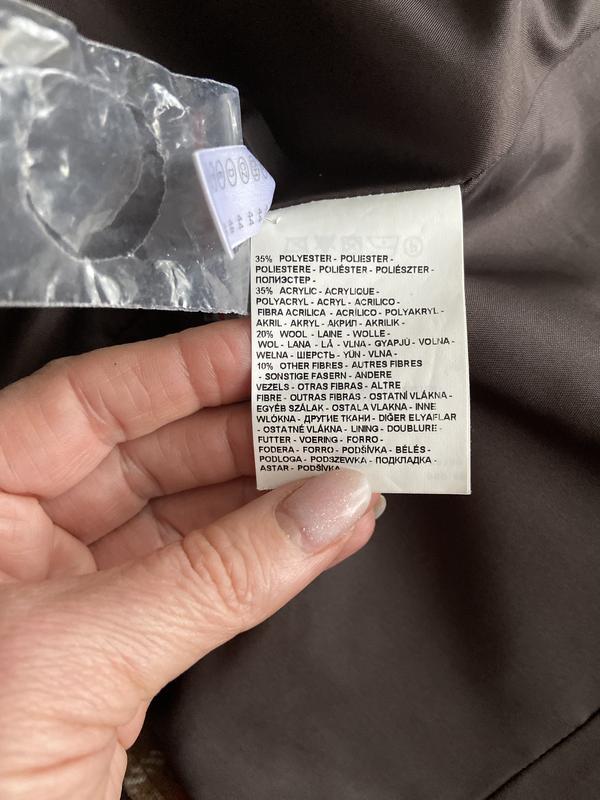 35% POLYESTER - POLIESTER -
POLIESTERE - POLIÉSTER - POLIÉSZTER -
ПОЛИЭСТЕР -
35% ACRYLIC - ACRYLIQUE -
POLYACRYL - ACRYL - ACRILICO -
FIBRA ACRILICA - ACRÍLICO - POLYAKRYL -
AKRIL - AKRYL - АКРИЛ - AKRILIK -
20% WOOL - LAINE - WOLLE -
WOL - LANA - LÃ - VLNA - GYAPJÚ - VOLNA -
WELNA - ШЕРСТЬ - YÜN - VLNA -
10% OTHER FIBRES - AUTRES FIBRES
- SONSTIGE FASERN - ANDERE
VEZELS - OTRAS FIBRAS - ALTRE
FIBRE - OUTRAS FIBRAS - OSTATNÍ VLÁKNA -
EGYÉB SZÁLAK - OSTALA VLAKNA - INNE
WLÓKNA - ДРУГИЕ ТКАНИ - DIĞER ELYAFLAR
- OSTATNÉ VLÁKNA - LINING - DOUBLURE -
FUTTER - VOERING - FORRO -
FODERA - FORRO - PODŠÍVKA - BÉLÉS -
PODLOGA - PODSZEWKA - ПОДКЛАДКА -
ASTAR - PODŠÍVKA